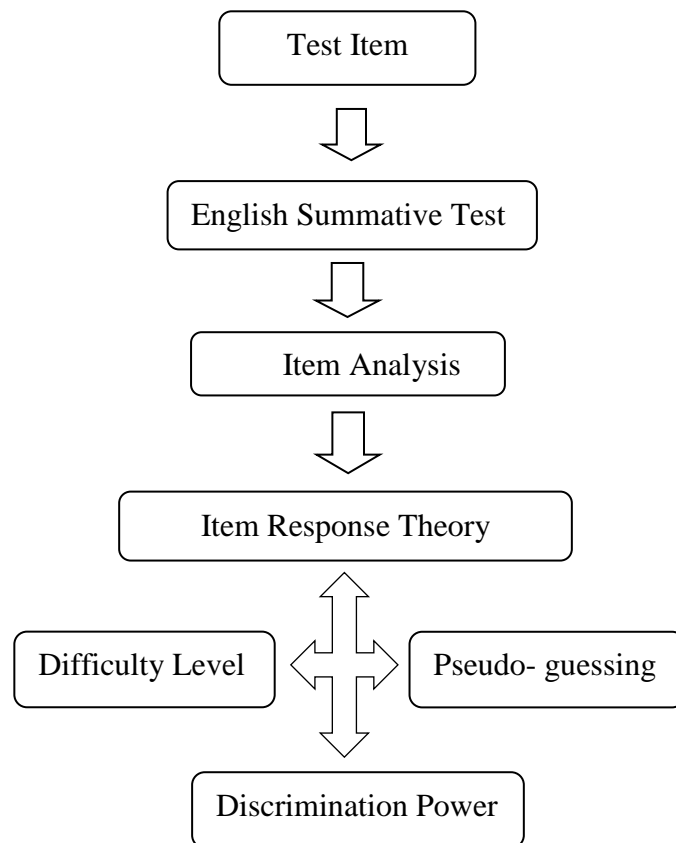 Test Item
English Summative Test
Item Analysis
Item Response Theory
Difficulty Level
Pseudo- guessing
Discrimination Power